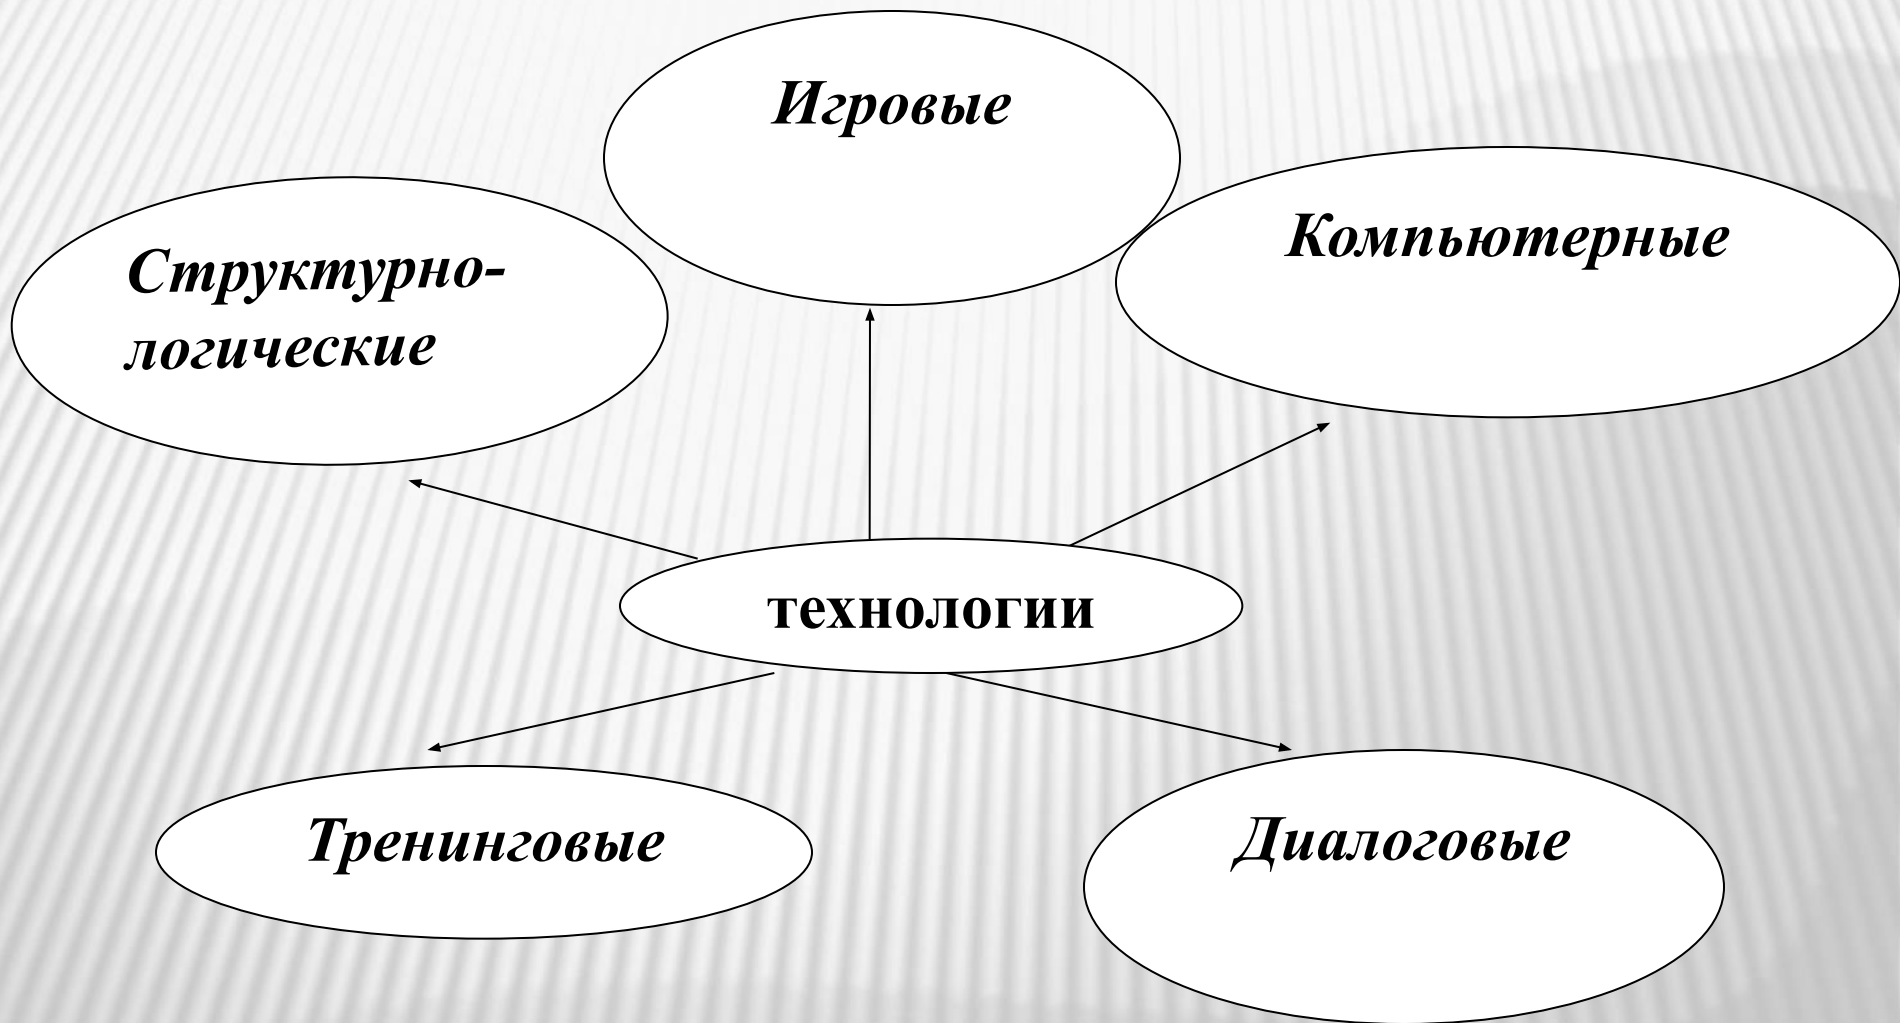 Игровые
Компьютерные
Структурно-
логические
технологии
Тренинговые
Диалоговые